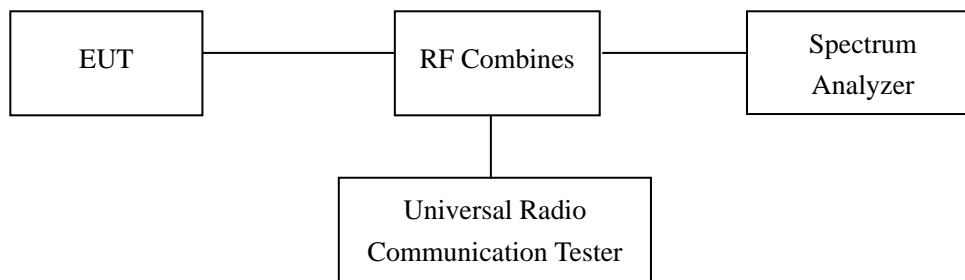 EUT
RF Combines
Spectrum
Analyzer
Universal Radio
Communication Tester